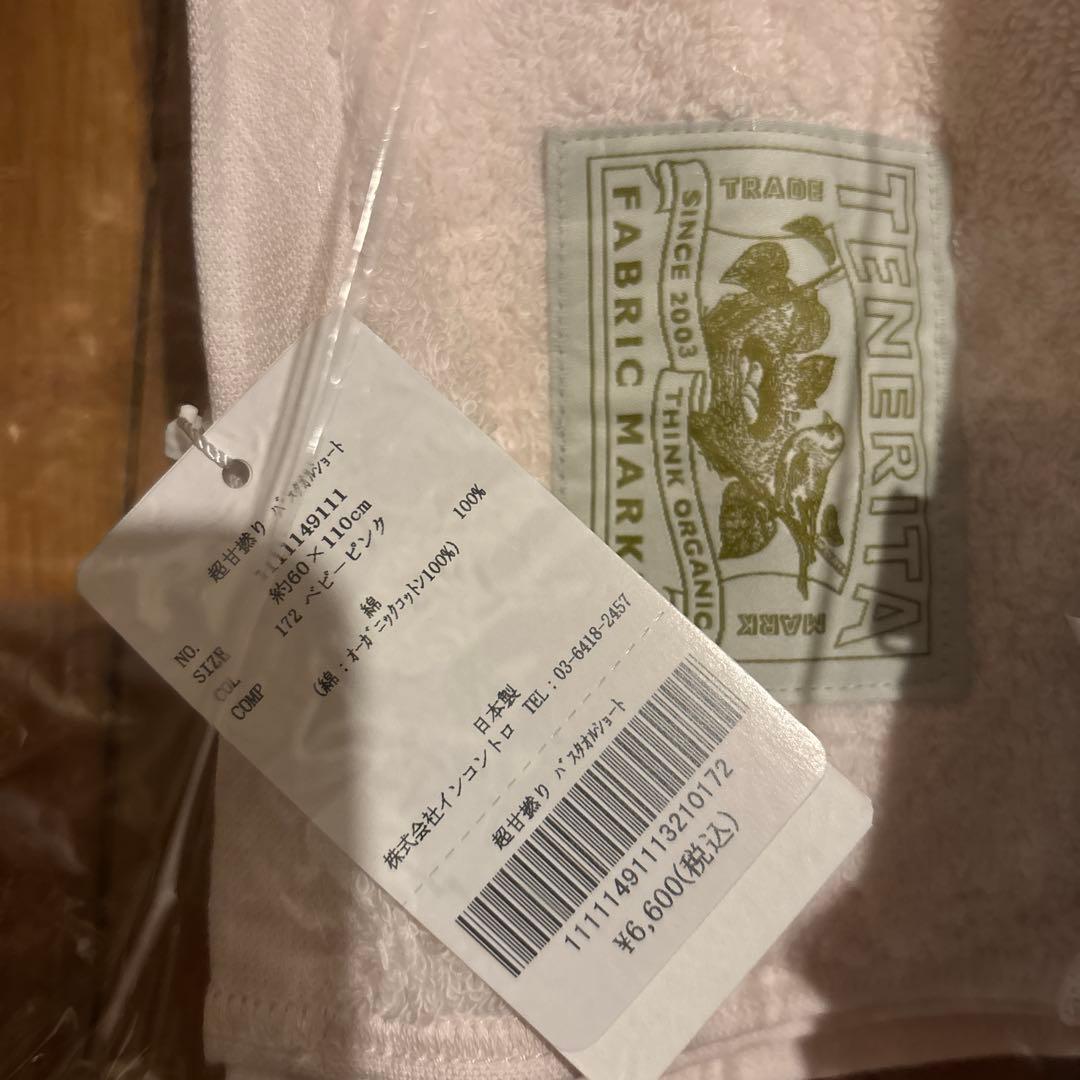 TENERITA
TRADE
MARK
SINCE 2003
THINK ORGANIC
FABRIC MARK
超甘撚り バスタオルショート
NO. 1111149111
SIZE 約60×110cm
COL 172 ベビーピンク
COMP 綿 100%
(綿：オーガニックコットン100%)
日本製
株式会社インコントロ TEL：03-6418-2457
超甘撚り バスタオルショート
11111491113210172
¥6,600(税込)